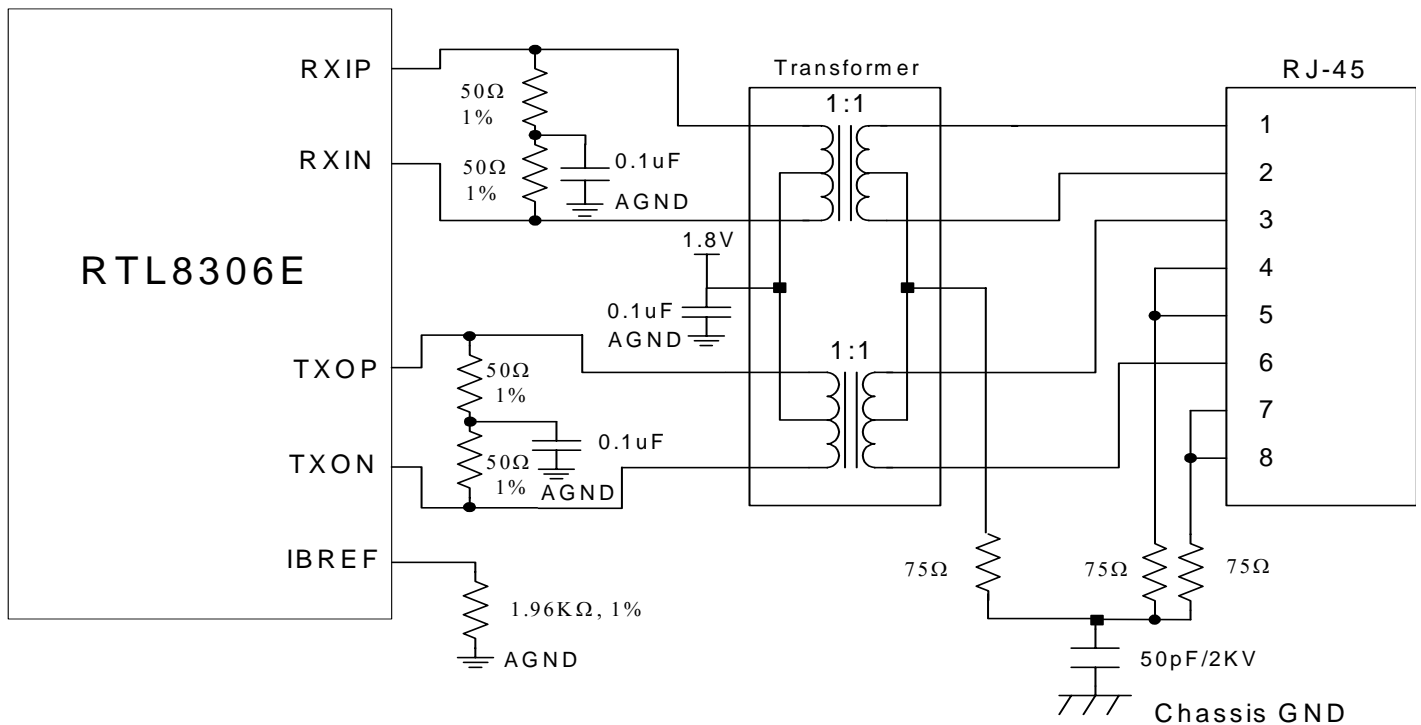 RTL8306E
RXIP
RXIN
TXOP
TXON
IBREF
50Ω
1%
50Ω
1%
0.1uF
AGND
1.8V
0.1uF
AGND
50Ω
1%
50Ω
1%
0.1uF
AGND
1.96KΩ, 1%
AGND
Transformer
1:1
1:1
RJ-45
1
2
3
4
5
6
7
8
75Ω
75Ω
75Ω
50pF/2KV
Chassis GND